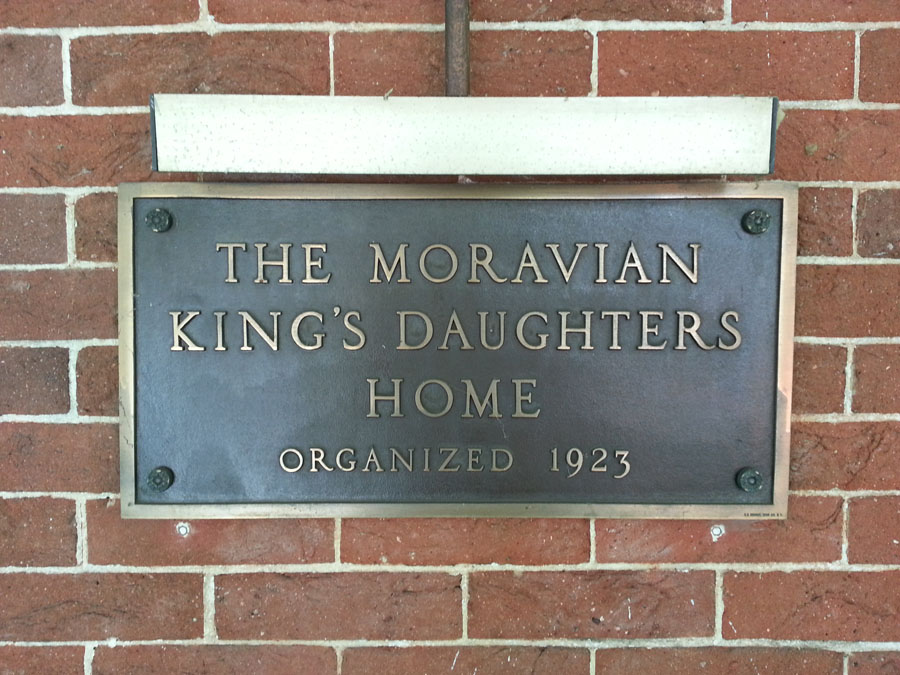 THE MORAVIAN
KING'S DAUGHTERS
HOME
ORGANIZED 1923